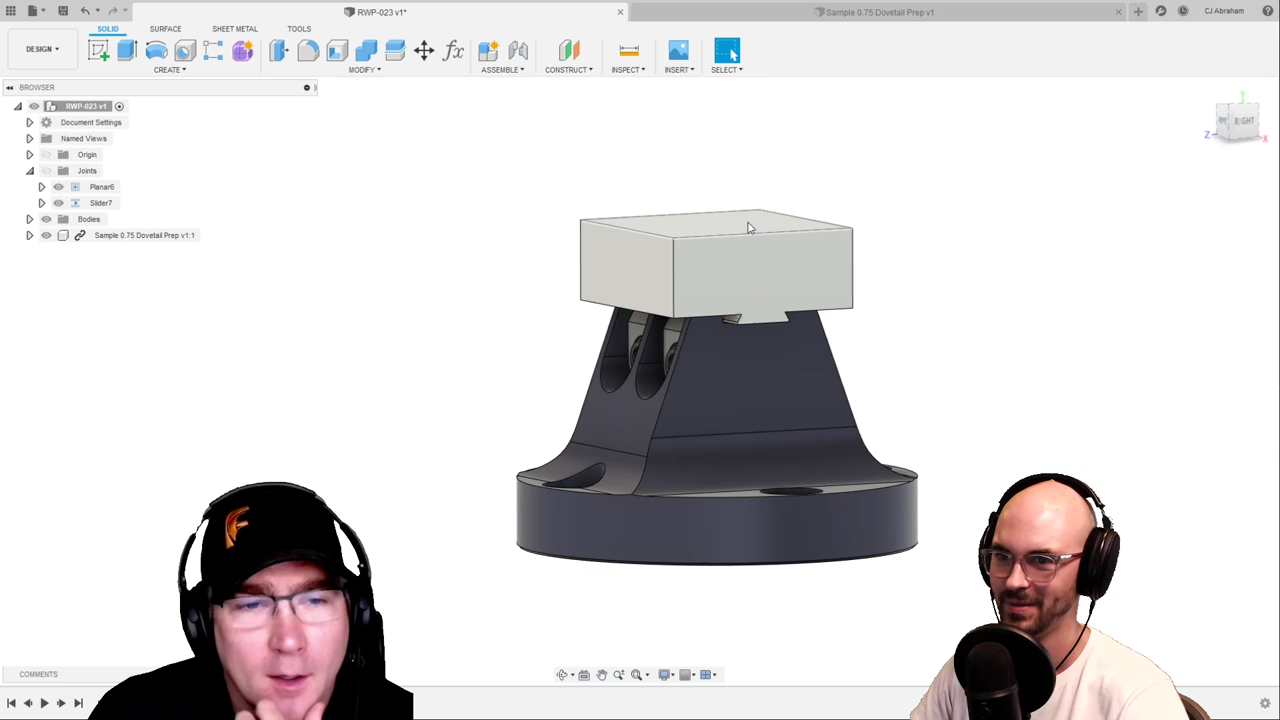 RWP-023 v1*
Sample 0.75 Dovetail Prep v1
CJ Abraham
DESIGN
SOLID
SURFACE
SHEET METAL
TOOLS
CREATE
MODIFY
ASSEMBLE
CONSTRUCT
INSPECT
INSERT
SELECT
BROWSER
RWP-023 v1
Document Settings
Named Views
Origin
Joints
Planar6
Slider7
Bodies
Sample 0.75 Dovetail Prep v1:1
Y
RIGHT
Z
X
COMMENTS